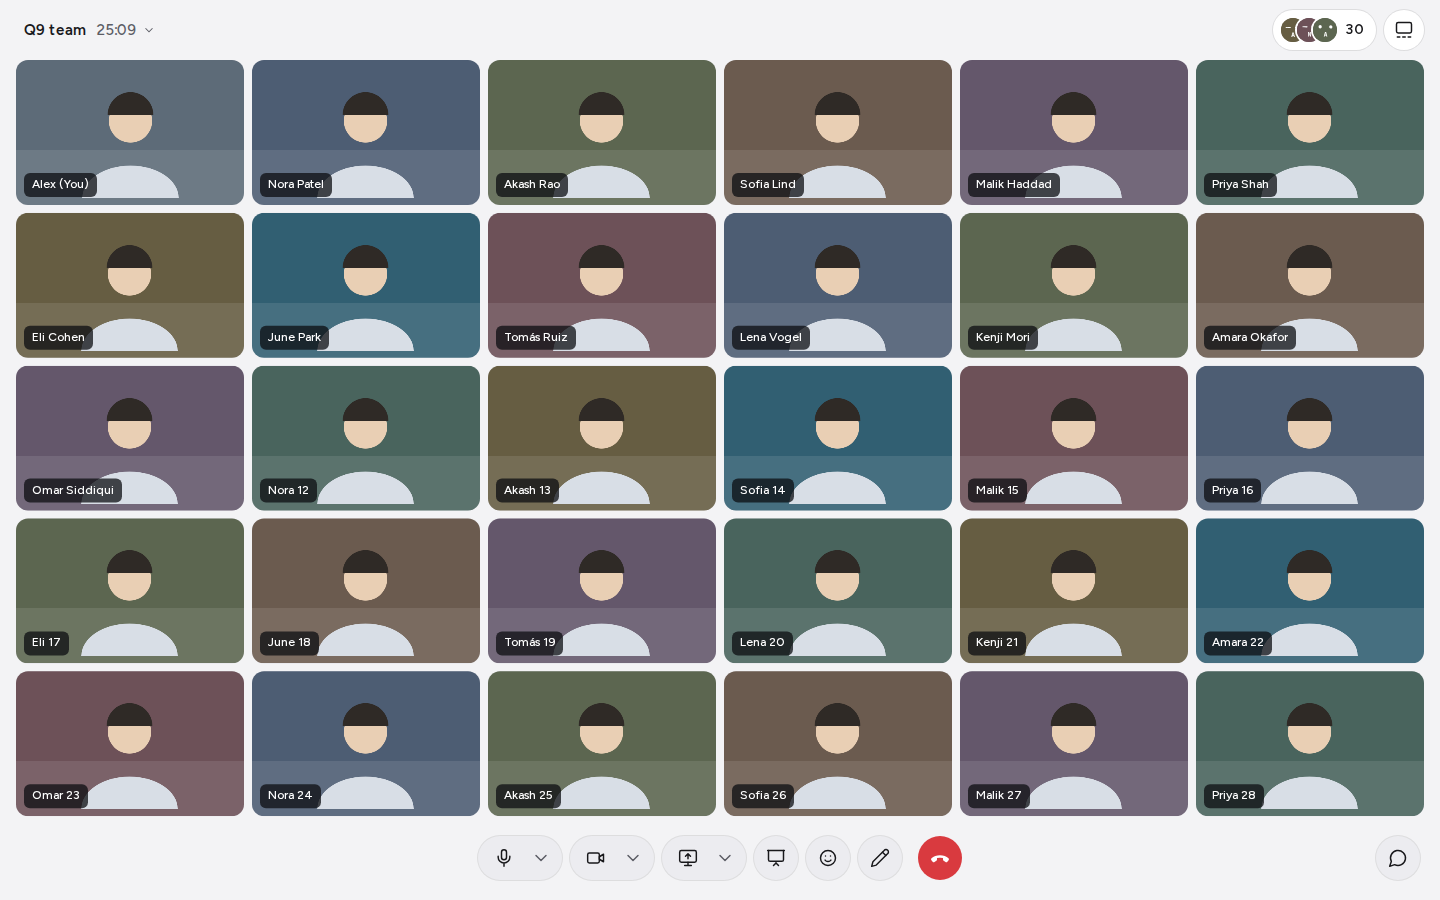 Q9 team 25:09
A N A 30
Alex (You)
Nora Patel
Akash Rao
Sofia Lind
Malik Haddad
Priya Shah
Eli Cohen
June Park
Tomás Ruiz
Lena Vogel
Kenji Mori
Amara Okafor
Omar Siddiqui
Nora 12
Akash 13
Sofia 14
Malik 15
Priya 16
Eli 17
June 18
Tomás 19
Lena 20
Kenji 21
Amara 22
Omar 23
Nora 24
Akash 25
Sofia 26
Malik 27
Priya 28